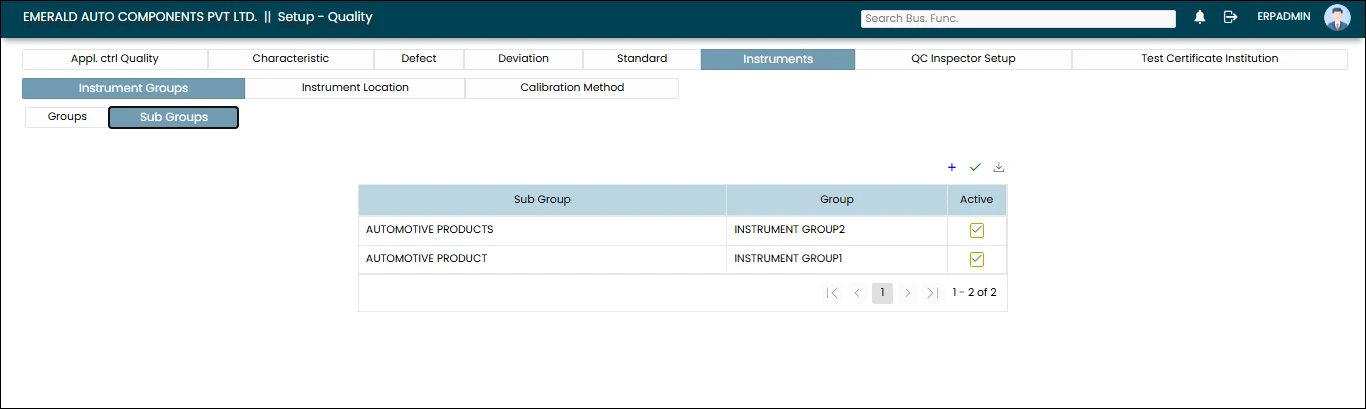 EMERALD AUTO COMPONENTS PVT LTD. || Setup - Quality Search Bus. Func. ERPADMIN
Appl. ctrl Quality Characteristic Defect Deviation Standard Instruments QC Inspector Setup Test Certificate Institution
Instrument Groups Instrument Location Calibration Method
Groups Sub Groups
Sub Group Group Active
AUTOMOTIVE PRODUCTS INSTRUMENT GROUP2
AUTOMOTIVE PRODUCT INSTRUMENT GROUP1
1 1 - 2 of 2